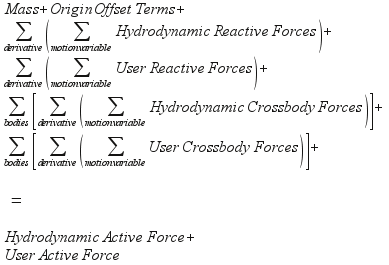 Mass + Origin Offset Terms +
∑ derivative ( ∑ motionvariable Hydrodynamic Reactive Forces ) +
∑ derivative ( ∑ motionvariable User Reactive Forces ) +
∑ bodies [ ∑ derivative ( ∑ motionvariable Hydrodynamic Crossbody Forces ) ] +
∑ bodies [ ∑ derivative ( ∑ motionvariable User Crossbody Forces ) ] +
=
Hydrodynamic Active Force +
User Active Force